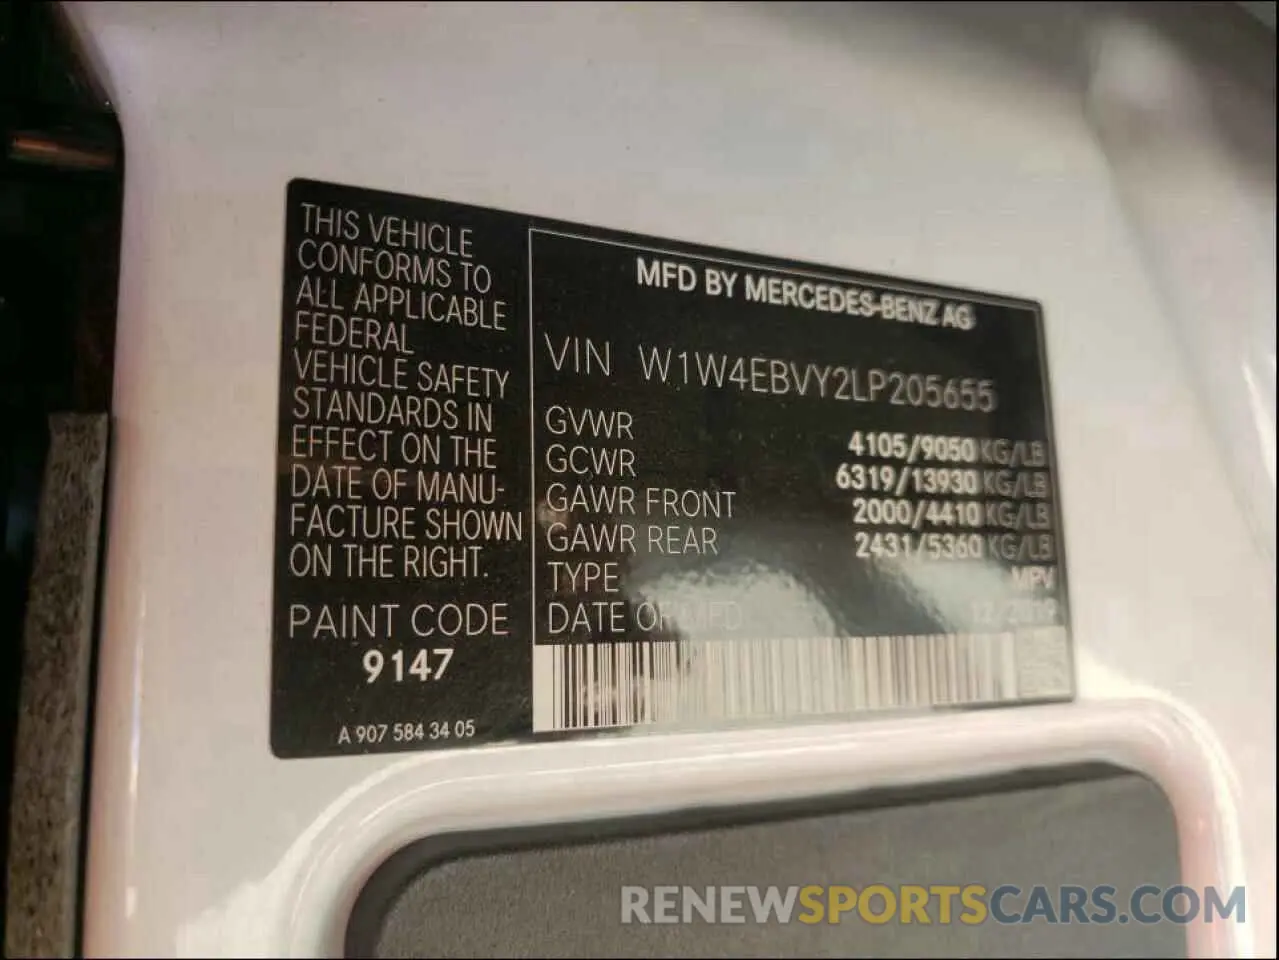 THIS VEHICLE
CONFORMS TO
ALL APPLICABLE
FEDERAL
VEHICLE SAFETY
STANDARDS IN
EFFECT ON THE
DATE OF MANU-
FACTURE SHOWN
ON THE RIGHT.
PAINT CODE
9147
A 907 584 34 05
MFD BY MERCEDES-BENZ AG
VIN W1W4EBVY2LP205655
GVWR 4105/9050 KG/LB
GCWR 6319/13930 KG/LB
GAWR FRONT 2000/4410 KG/LB
GAWR REAR 2431/5360 KG/LB
TYPE MPV
DATE OF MFD 12/2019
RENEWSPORTSCARS.COM